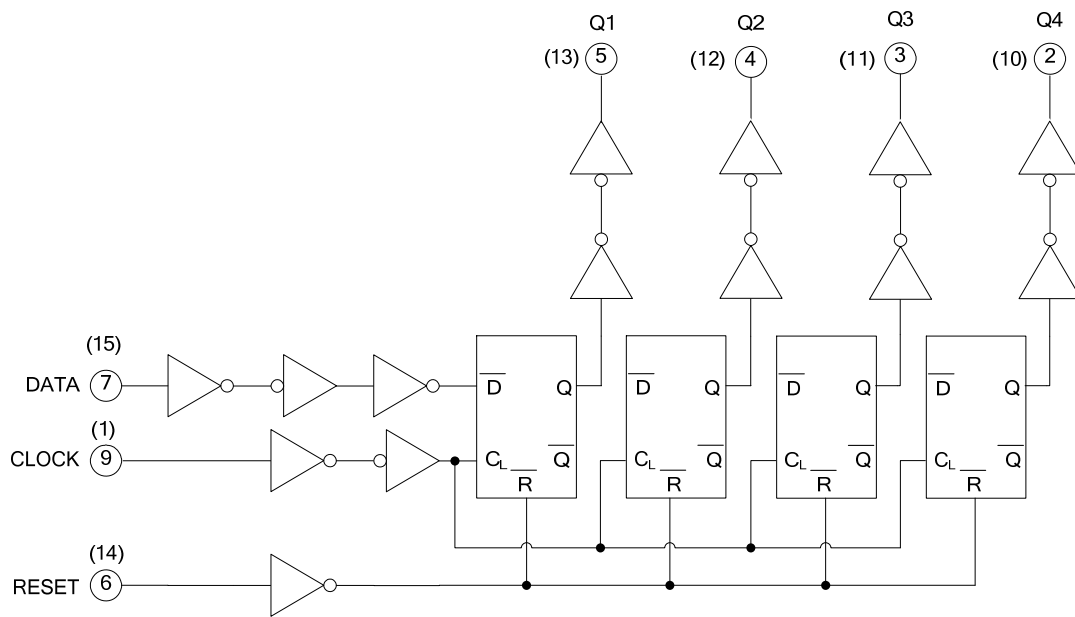 Q1 Q2 Q3 Q4
(13) 5 (12) 4 (11) 3 (10) 2
(15)
DATA 7
D̅ Q D̅ Q D̅ Q D̅ Q
(1)
CLOCK 9
CL Q̅ CL Q̅ CL Q̅ CL Q̅
R̅ R̅ R̅ R̅
(14)
RESET 6